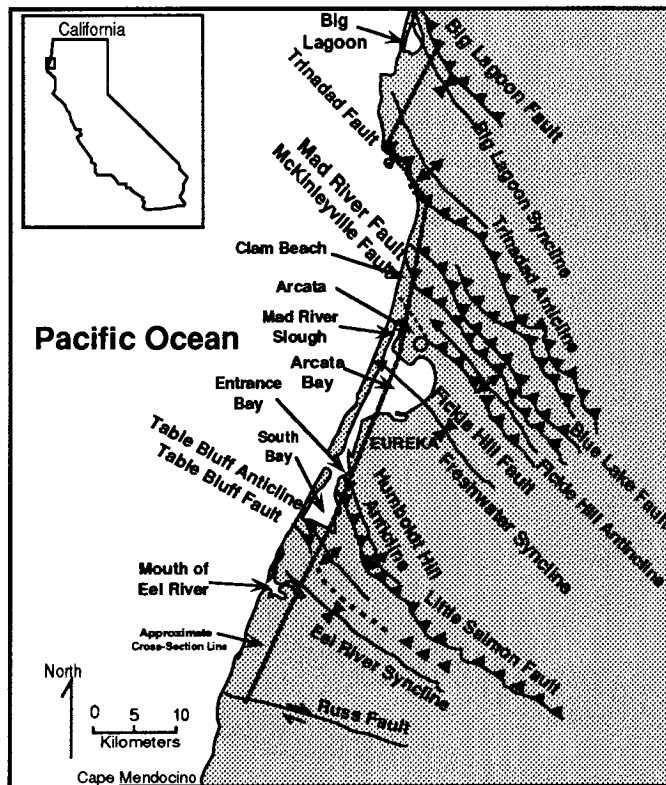 California
Big
Lagoon
Big Lagoon Fault
Trinadad Fault
Big Lagoon Syncline
Mad River Fault
McKinleyville Fault
Trinadad Anticline
Clam Beach
Arcata
Mad River
Slough
Pacific Ocean
Arcata
Bay
Entrance
Bay
Blue Lake Fault
Fickle Hill Antincline
Fickle Hill Fault
EUREKA
South
Bay
Freshwater Syncline
Table Bluff Anticline
Table Bluff Fault
Humboldt Hill
Anticline
Mouth of
Eel River
Little Salmon Fault
Approximate
Cross-Section Line
Eel River Syncline
North
0 5 10
Kilometers
Russ Fault
Cape Mendocino